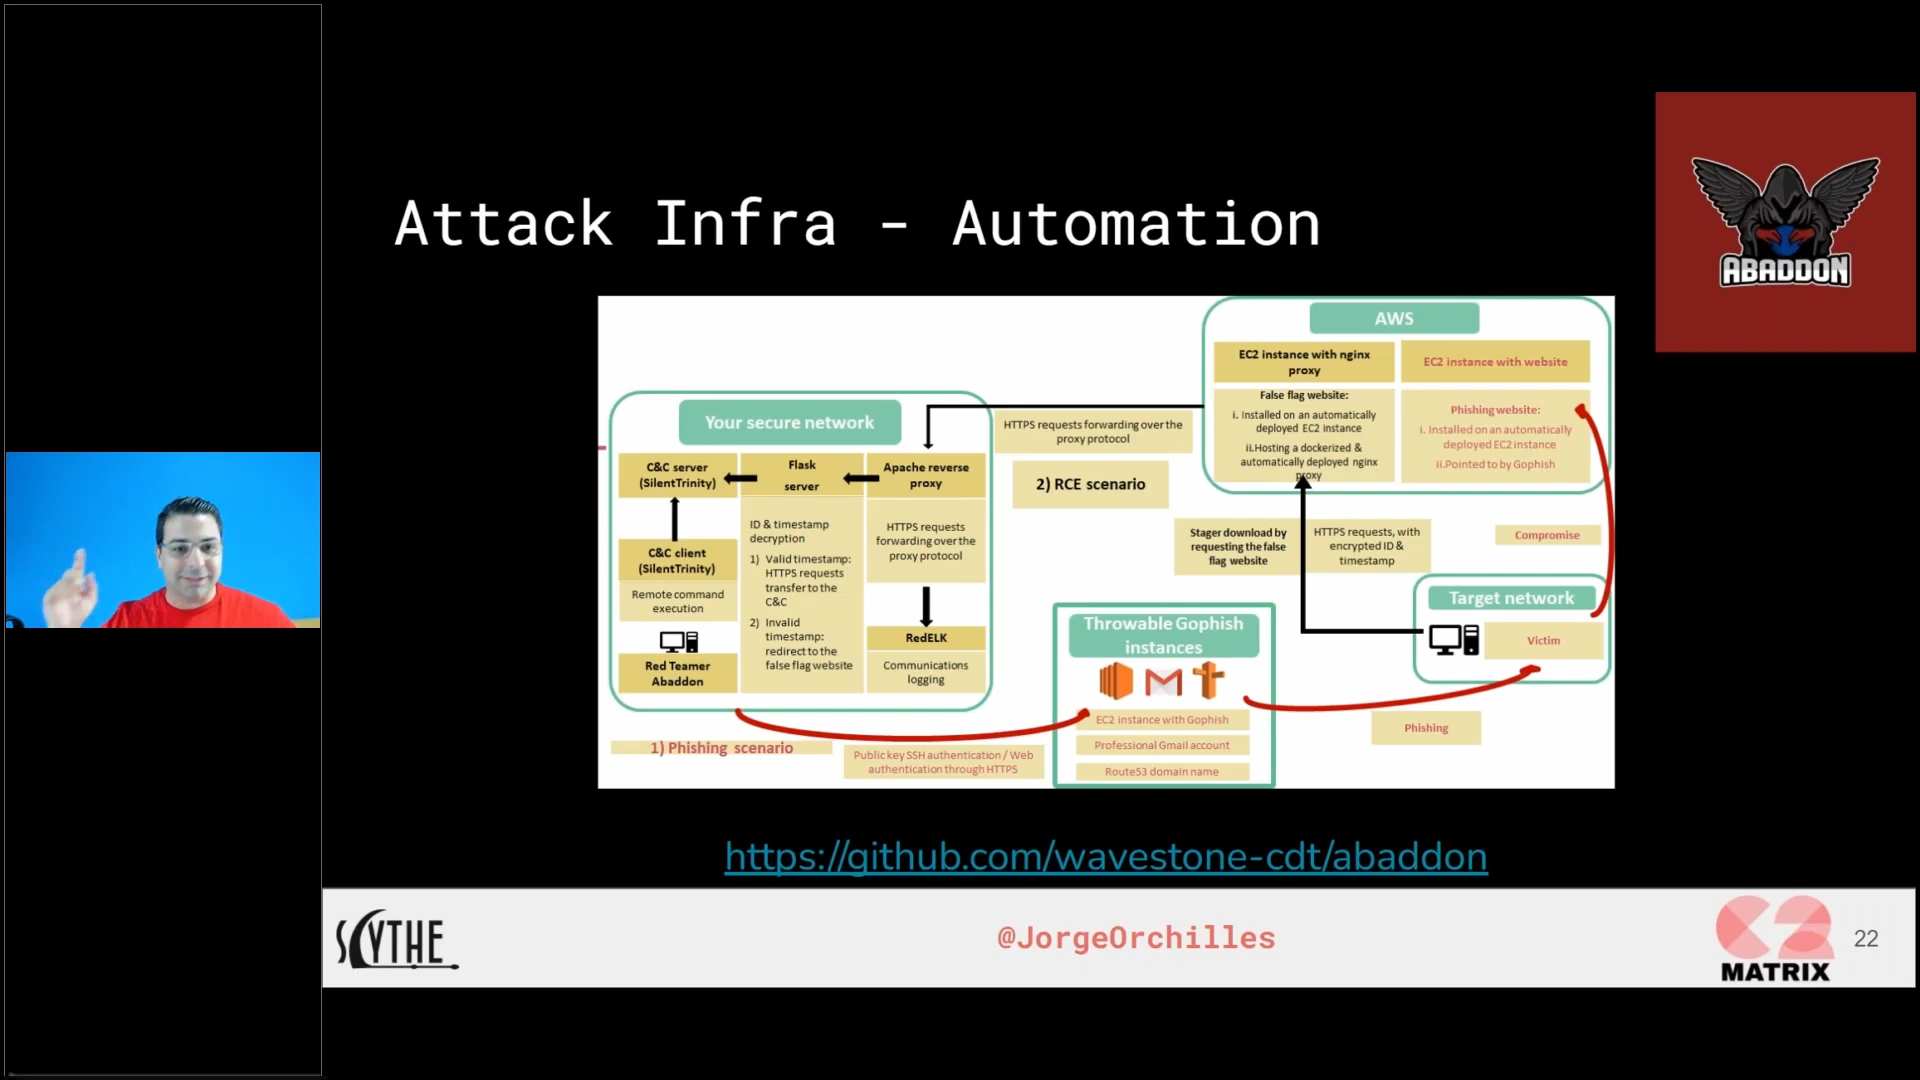 Attack Infra - Automation
ABADDON
AWS
EC2 instance with nginx
proxy
EC2 instance with website
False flag website:
i. Installed on an automatically
deployed EC2 instance
ii.Hosting a dockerized &
automatically deployed nginx
proxy
Phishing website:
i. Installed on an automatically
deployed EC2 instance
ii.Pointed to by Gophish
Your secure network
HTTPS requests forwarding over the
proxy protocol
C&C server
(SilentTrinity)
Flask
server
Apache reverse
proxy
2) RCE scenario
ID & timestamp
decryption
1) Valid timestamp:
HTTPS requests
transfer to the
C&C
2) Invalid
timestamp:
redirect to the
false flag website
HTTPS requests
forwarding over the
proxy protocol
C&C client
(SilentTrinity)
Remote command
execution
Red Teamer
Abaddon
RedELK
Communications
logging
Stager download by
requesting the false
flag website
HTTPS requests, with
encrypted ID &
timestamp
Compromise
Target network
Victim
Throwable Gophish
instances
EC2 instance with Gophish
Professional Gmail account
Route53 domain name
Phishing
1) Phishing scenario
Public key SSH authentication / Web
authentication through HTTPS
https://github.com/wavestone-cdt/abaddon
SCYTHE
@JorgeOrchilles
C2
MATRIX
22